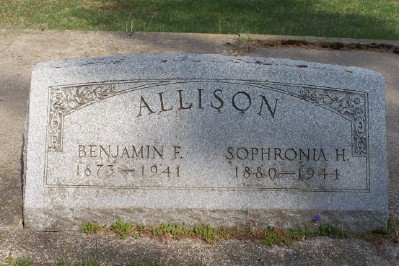 ALLISON
BENJAMIN F. SOPHRONIA H.
1873—1941 1880—1944